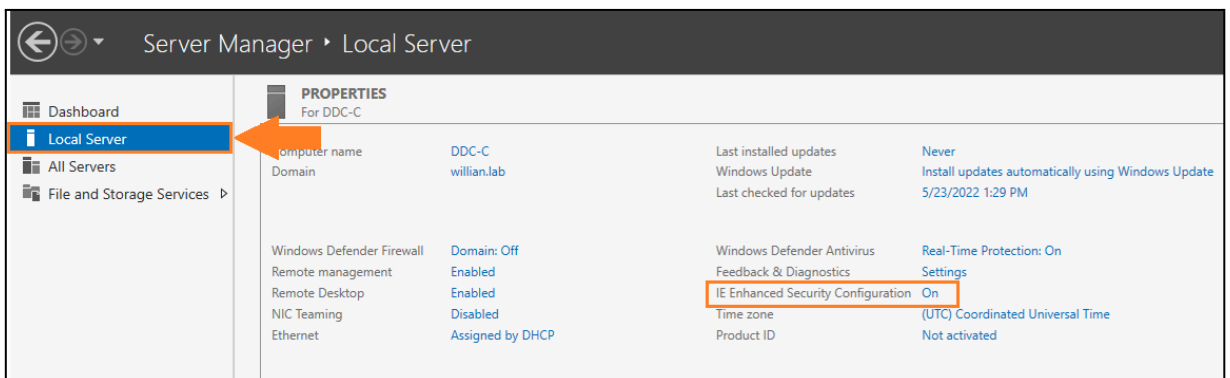 Server Manager ‣ Local Server
Dashboard
Local Server
All Servers
File and Storage Services
PROPERTIES
For DDC-C
Computer name DDC-C
Domain willian.lab
Last installed updates Never
Windows Update Install updates automatically using Windows Update
Last checked for updates 5/23/2022 1:29 PM
Windows Defender Firewall Domain: Off
Remote management Enabled
Remote Desktop Enabled
NIC Teaming Disabled
Ethernet Assigned by DHCP
Windows Defender Antivirus Real-Time Protection: On
Feedback & Diagnostics Settings
IE Enhanced Security Configuration On
Time zone (UTC) Coordinated Universal Time
Product ID Not activated